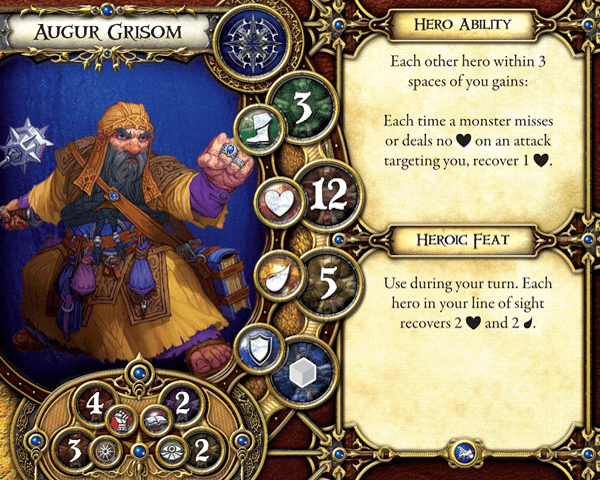 AUGUR GRISOM
3
12
5
4
2
3
2
HERO ABILITY
Each other hero within 3
spaces of you gains:
Each time a monster misses
or deals no ♥ on an attack
targeting you, recover 1 ♥.
HEROIC FEAT
Use during your turn. Each
hero in your line of sight
recovers 2 ♥ and 2 .